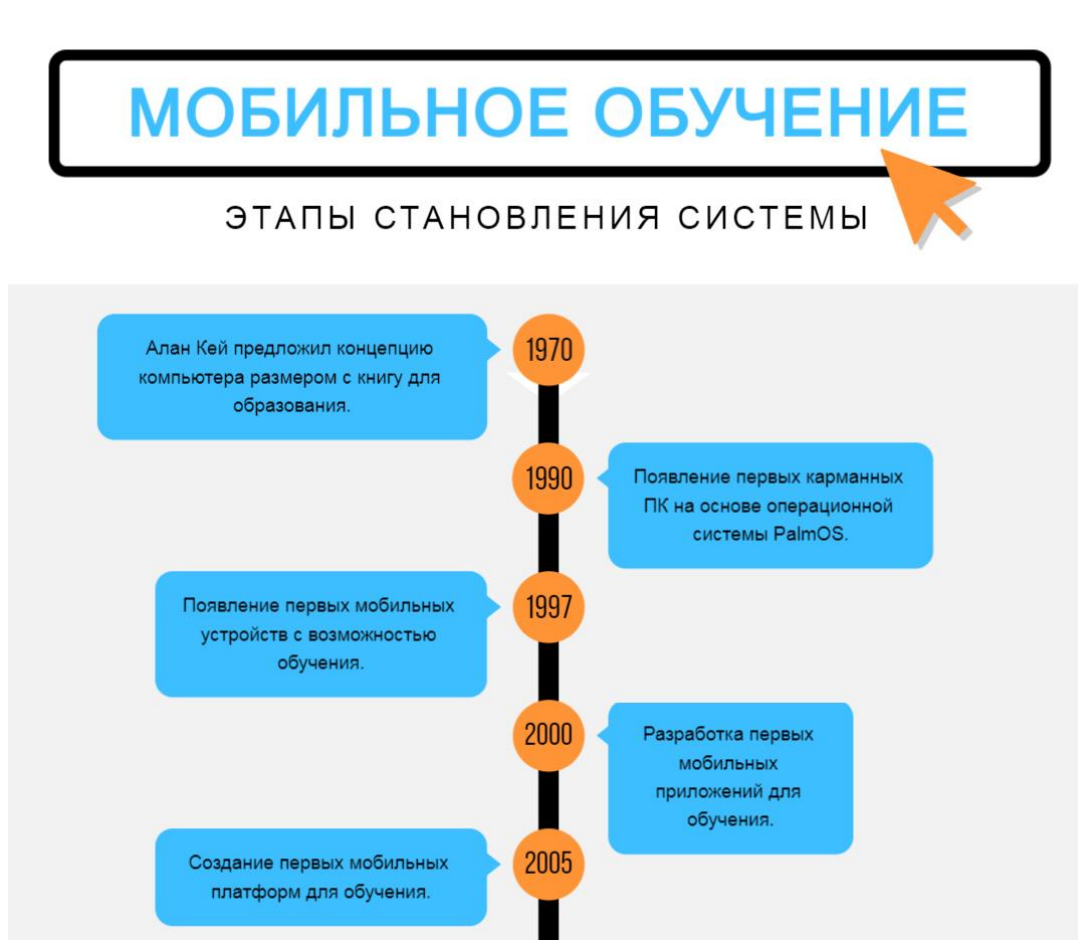 МОБИЛЬНОЕ ОБУЧЕНИЕ
ЭТАПЫ СТАНОВЛЕНИЯ СИСТЕМЫ
1970
Алан Кей предложил концепцию
компьютера размером с книгу для
образования.
1990
Появление первых карманных
ПК на основе операционной
системы PalmOS.
1997
Появление первых мобильных
устройств с возможностью
обучения.
2000
Разработка первых
мобильных
приложений для
обучения.
2005
Создание первых мобильных
платформ для обучения.